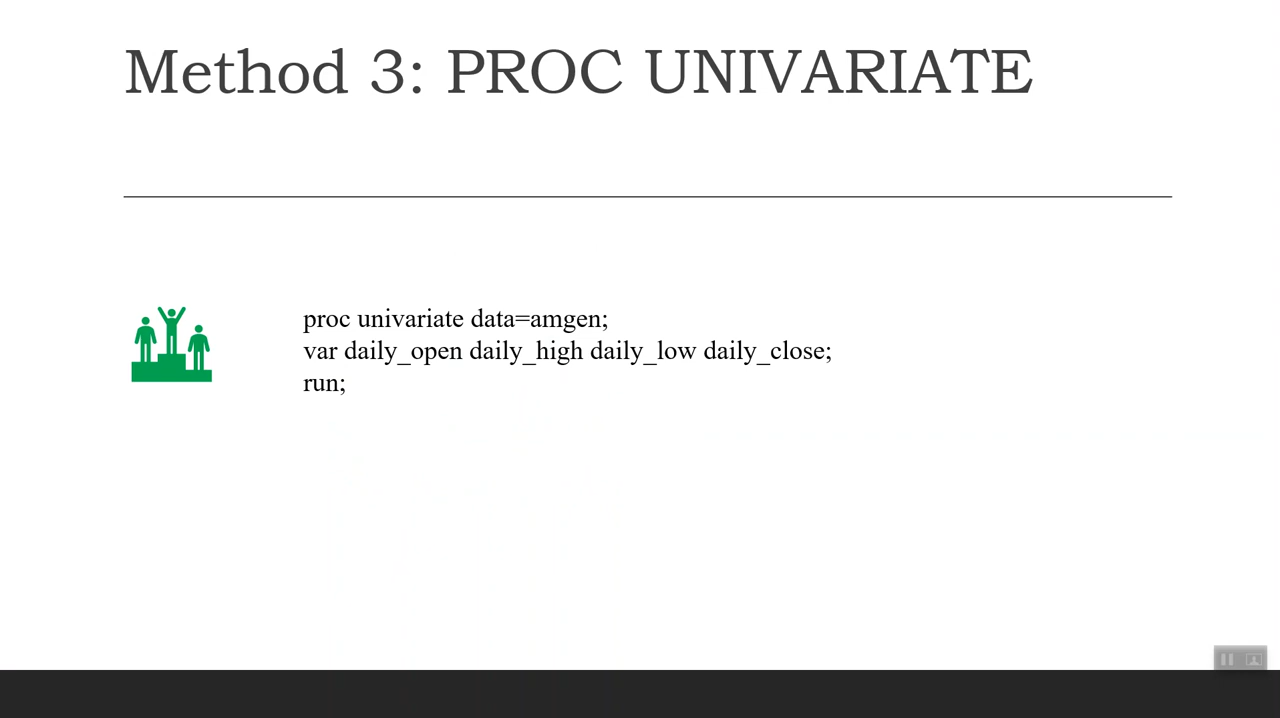 Method 3: PROC UNIVARIATE
proc univariate data=amgen;
var daily_open daily_high daily_low daily_close;
run;